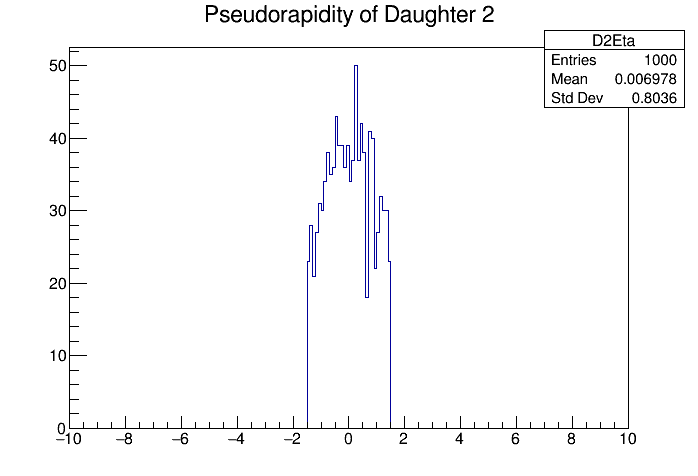 Pseudorapidity of Daughter 2
D2Eta
Entries 1000
Mean 0.006978
Std Dev 0.8036
50
40
30
20
10
0
−10 −8 −6 −4 −2 0 2 4 6 8 10